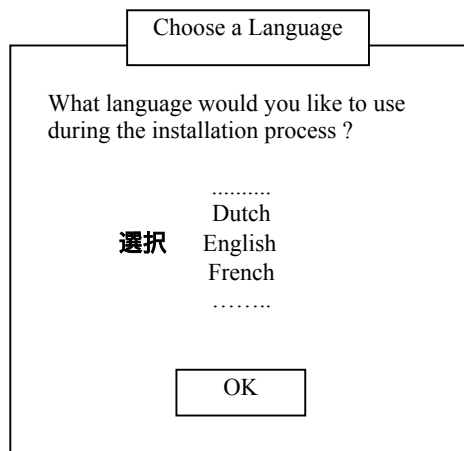 Choose a Language
What language would you like to use
during the installation process ?
..........
Dutch
選択 English
French
........
OK